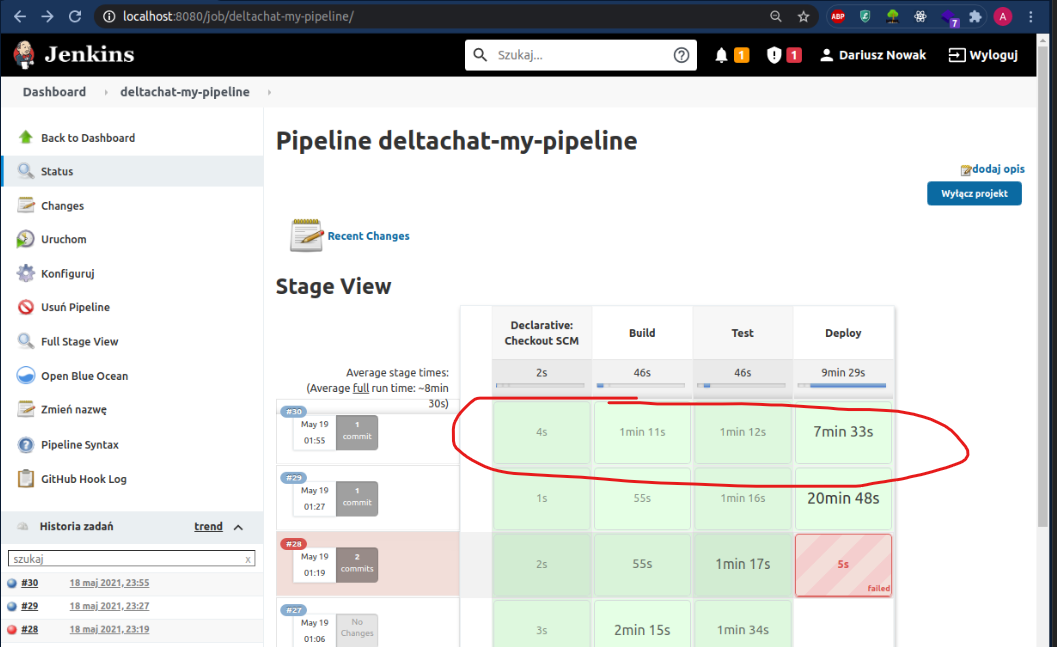 localhost:8080/job/deltachat-my-pipeline/
ABP
7
A
Jenkins
Szukaj...
1
1
Dariusz Nowak
Wyloguj
Dashboard
deltachat-my-pipeline
Back to Dashboard
Status
Changes
Uruchom
Konfiguruj
Usuń Pipeline
Full Stage View
Open Blue Ocean
Zmień nazwę
Pipeline Syntax
GitHub Hook Log
Historia zadań
trend
szukaj
x
#30 18 maj 2021, 23:55
#29 18 maj 2021, 23:27
#28 18 maj 2021, 23:19
Pipeline deltachat-my-pipeline
dodaj opis
Wyłącz projekt
Recent Changes
Stage View
Declarative:
Checkout SCM
Build
Test
Deploy
Average stage times:
(Average full run time: ~8min
30s)
2s
46s
46s
9min 29s
#30
May 19
01:55
1
commit
4s
1min 11s
1min 12s
7min 33s
#29
May 19
01:27
1
commit
1s
55s
1min 16s
20min 48s
#28
May 19
01:19
2
commits
2s
55s
1min 17s
5s
failed
#27
May 19
01:06
No
Changes
3s
2min 15s
1min 34s